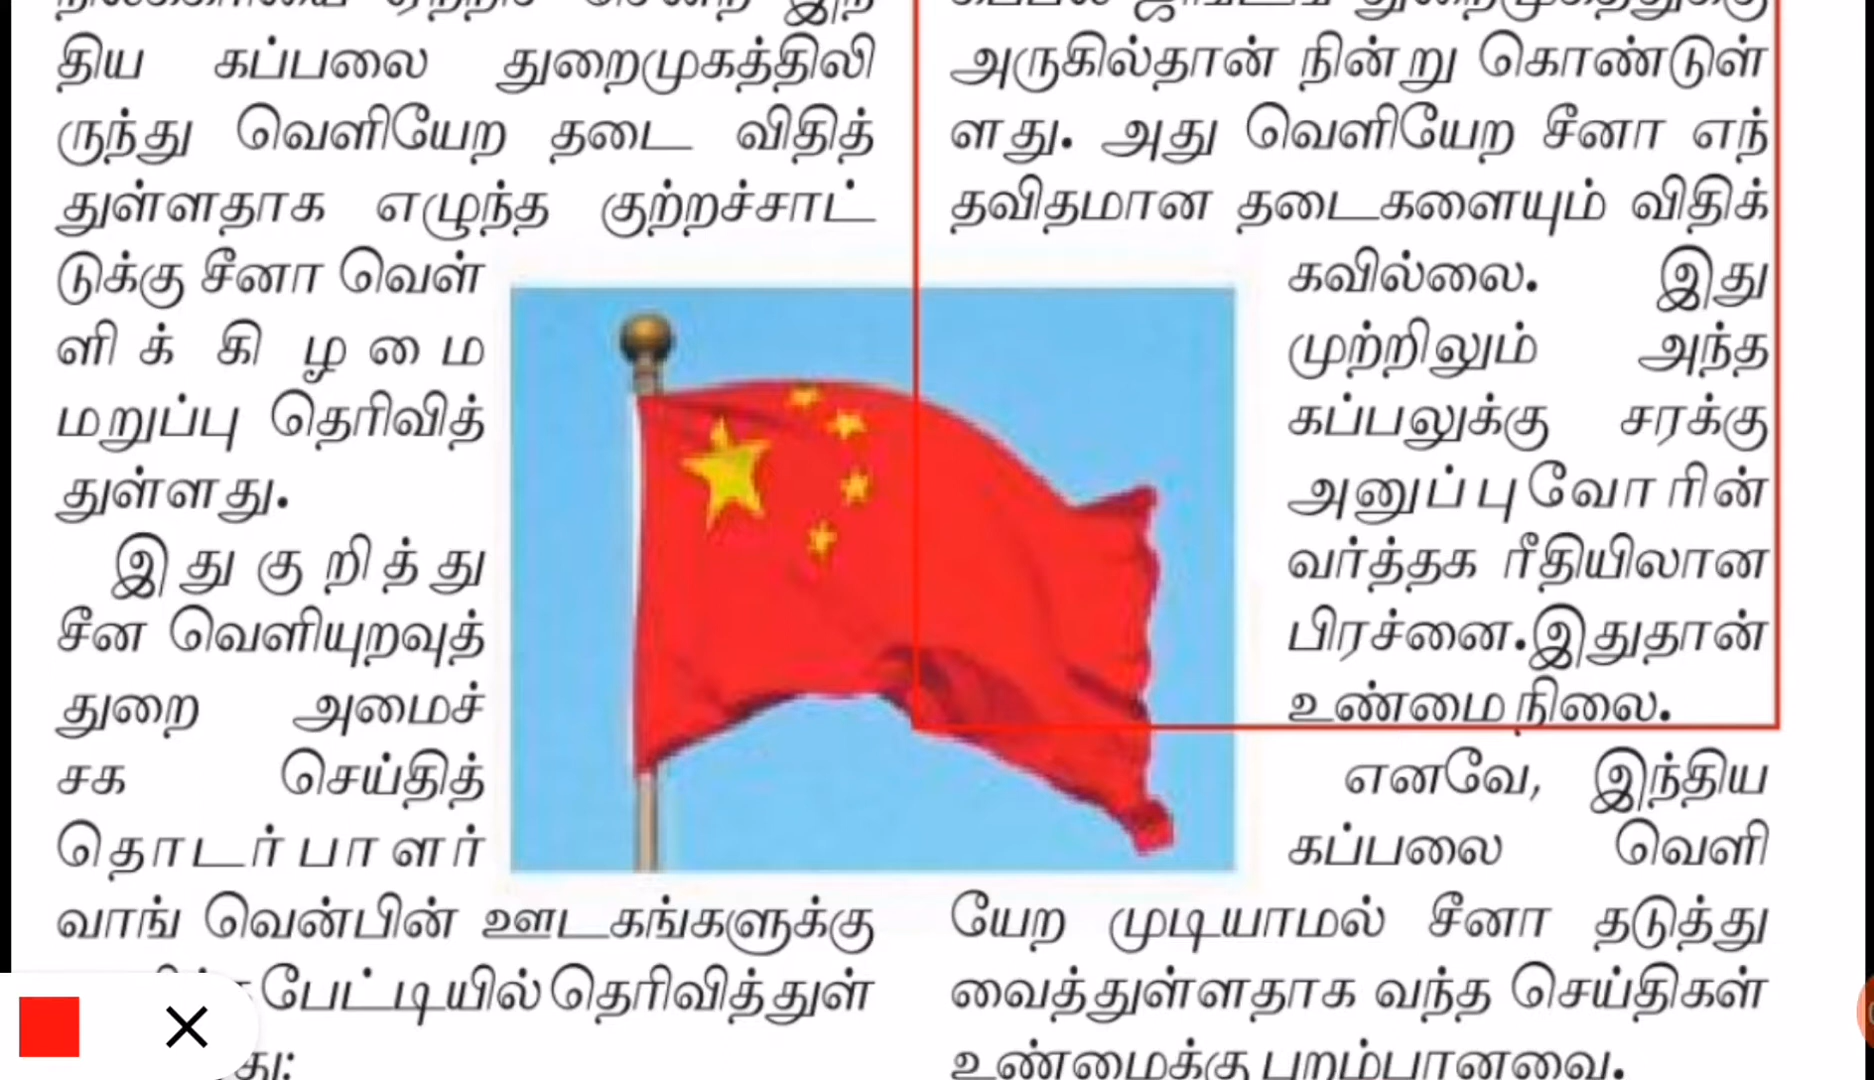 திய கப்பலை துறைமுகத்திலி
ருந்து வெளியேற தடை விதித்
துள்ளதாக எழுந்த குற்றச்சாட்
டுக்கு சீனா வெள்
ளிக் கிழமை
மறுப்பு தெரிவித்
துள்ளது.
இதுகுறித்து
சீன வெளியுறவுத்
துறை அமைச்
சக செய்தித்
தொடர்பாளர்
வாங் வென்பின் ஊடகங்களுக்கு
பேட்டியில் தெரிவித்துள்
அருகில்தான் நின்று கொண்டுள்
ளது. அது வெளியேற சீனா எந்
தவிதமான தடைகளையும் விதிக்
கவில்லை. இது
முற்றிலும் அந்த
கப்பலுக்கு சரக்கு
அனுப்புவோரின்
வர்த்தக ரீதியிலான
பிரச்னை.இதுதான்
உண்மை நிலை.
எனவே, இந்திய
கப்பலை வெளி
யேற முடியாமல் சீனா தடுத்து
வைத்துள்ளதாக வந்த செய்திகள்
உண்மைக்கு புறம்பானவை.